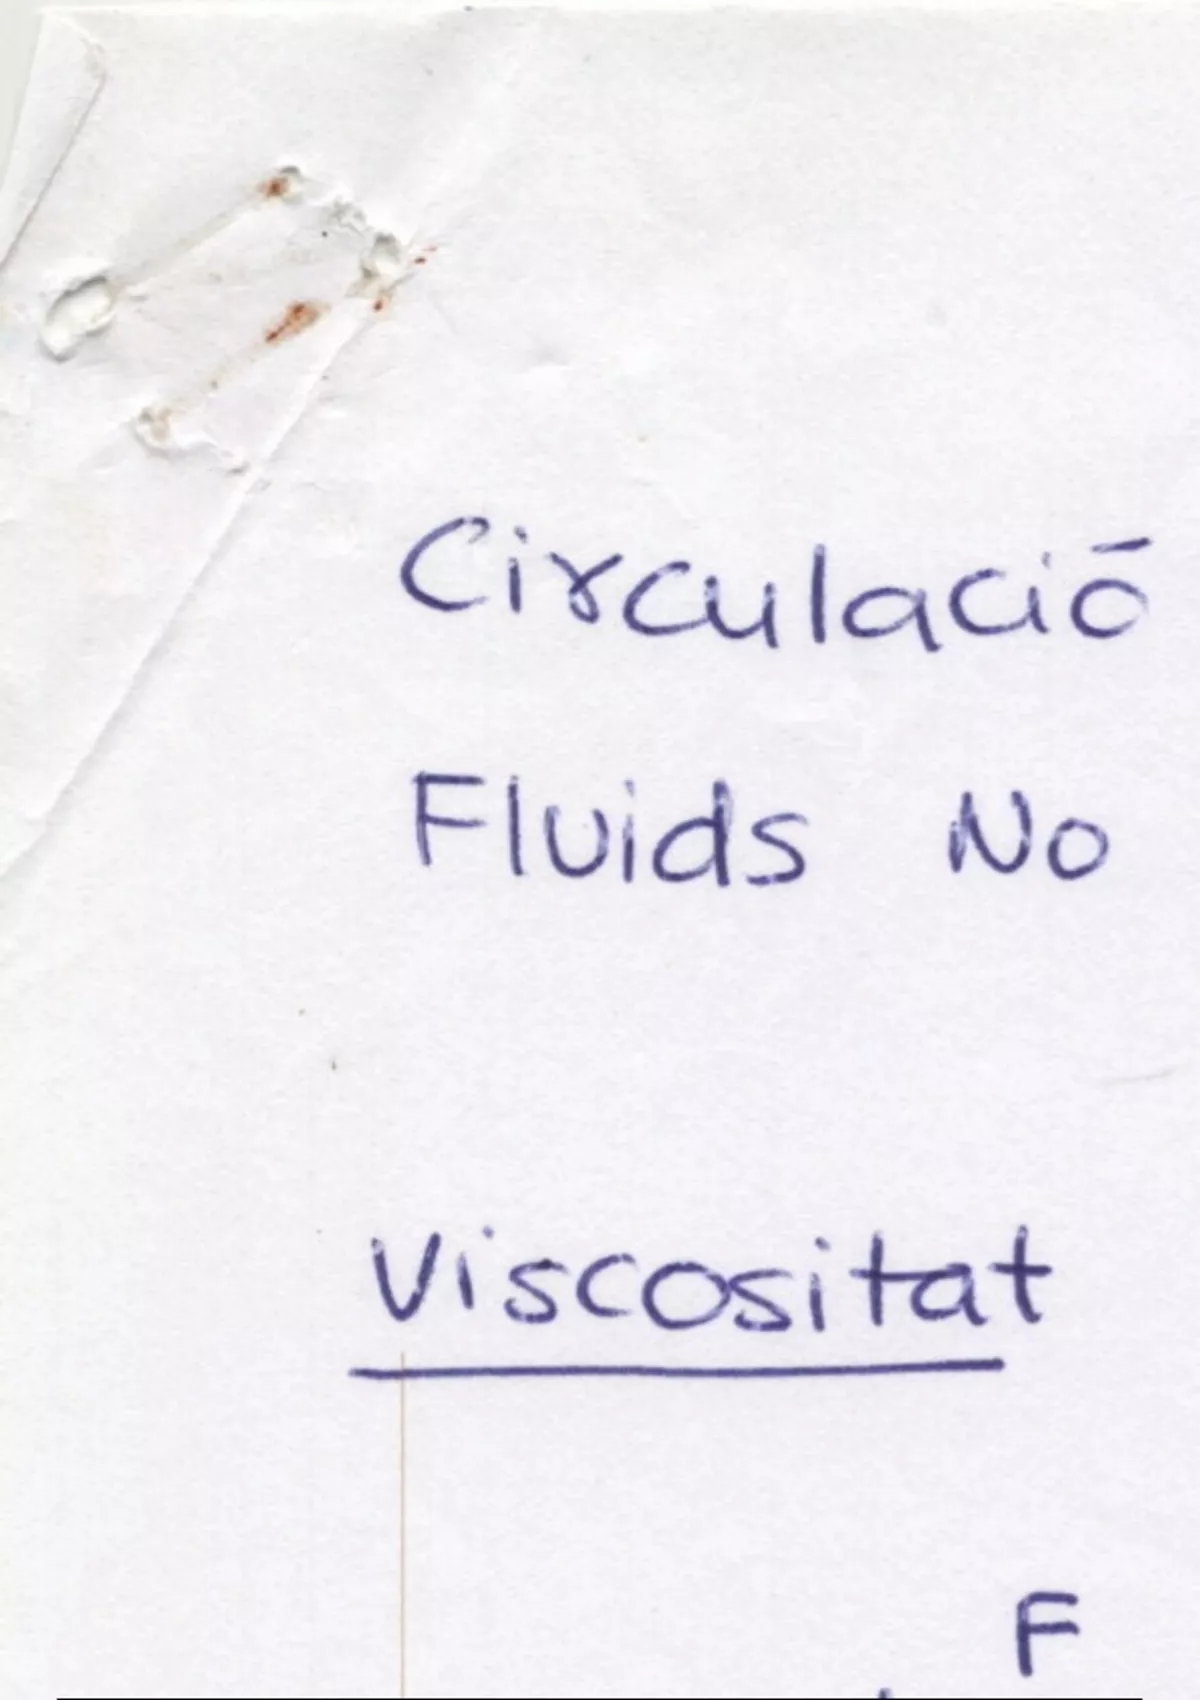 Circulació
Fluids No
Viscositat
F